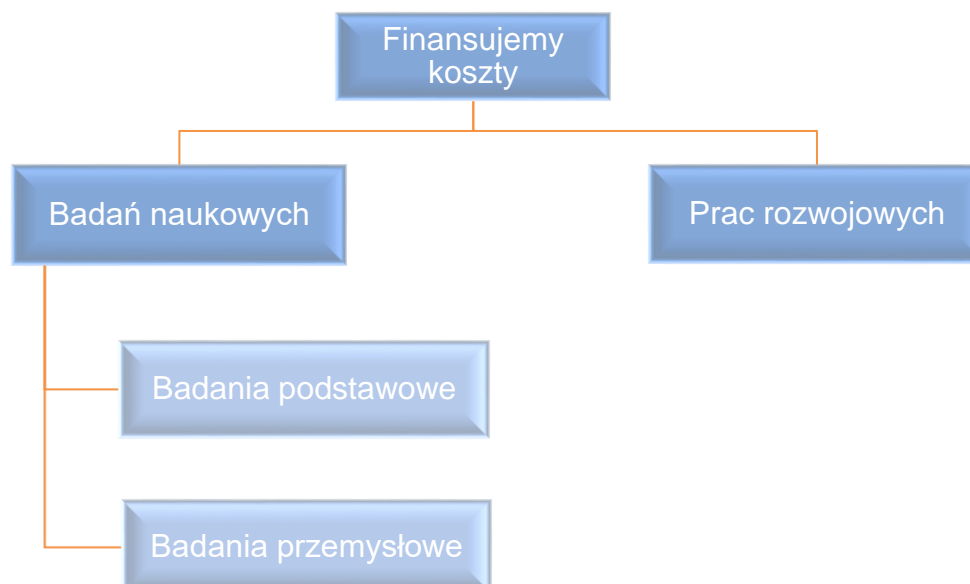 Finansujemy
koszty
Badań naukowych
Prac rozwojowych
Badania podstawowe
Badania przemysłowe